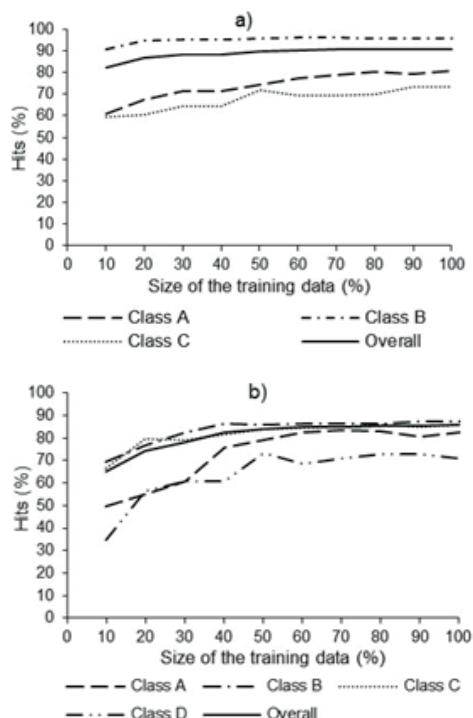 a)
100
90
80
70
60
50
40
30
20
10
0
Hits (%)
0 10 20 30 40 50 60 70 80 90 100
Size of the training data (%)
Class A Class B
Class C Overall
b)
100
90
80
70
60
50
40
30
20
10
0
Hits (%)
0 10 20 30 40 50 60 70 80 90 100
Size of the training data (%)
Class A Class B Class C
Class D Overall